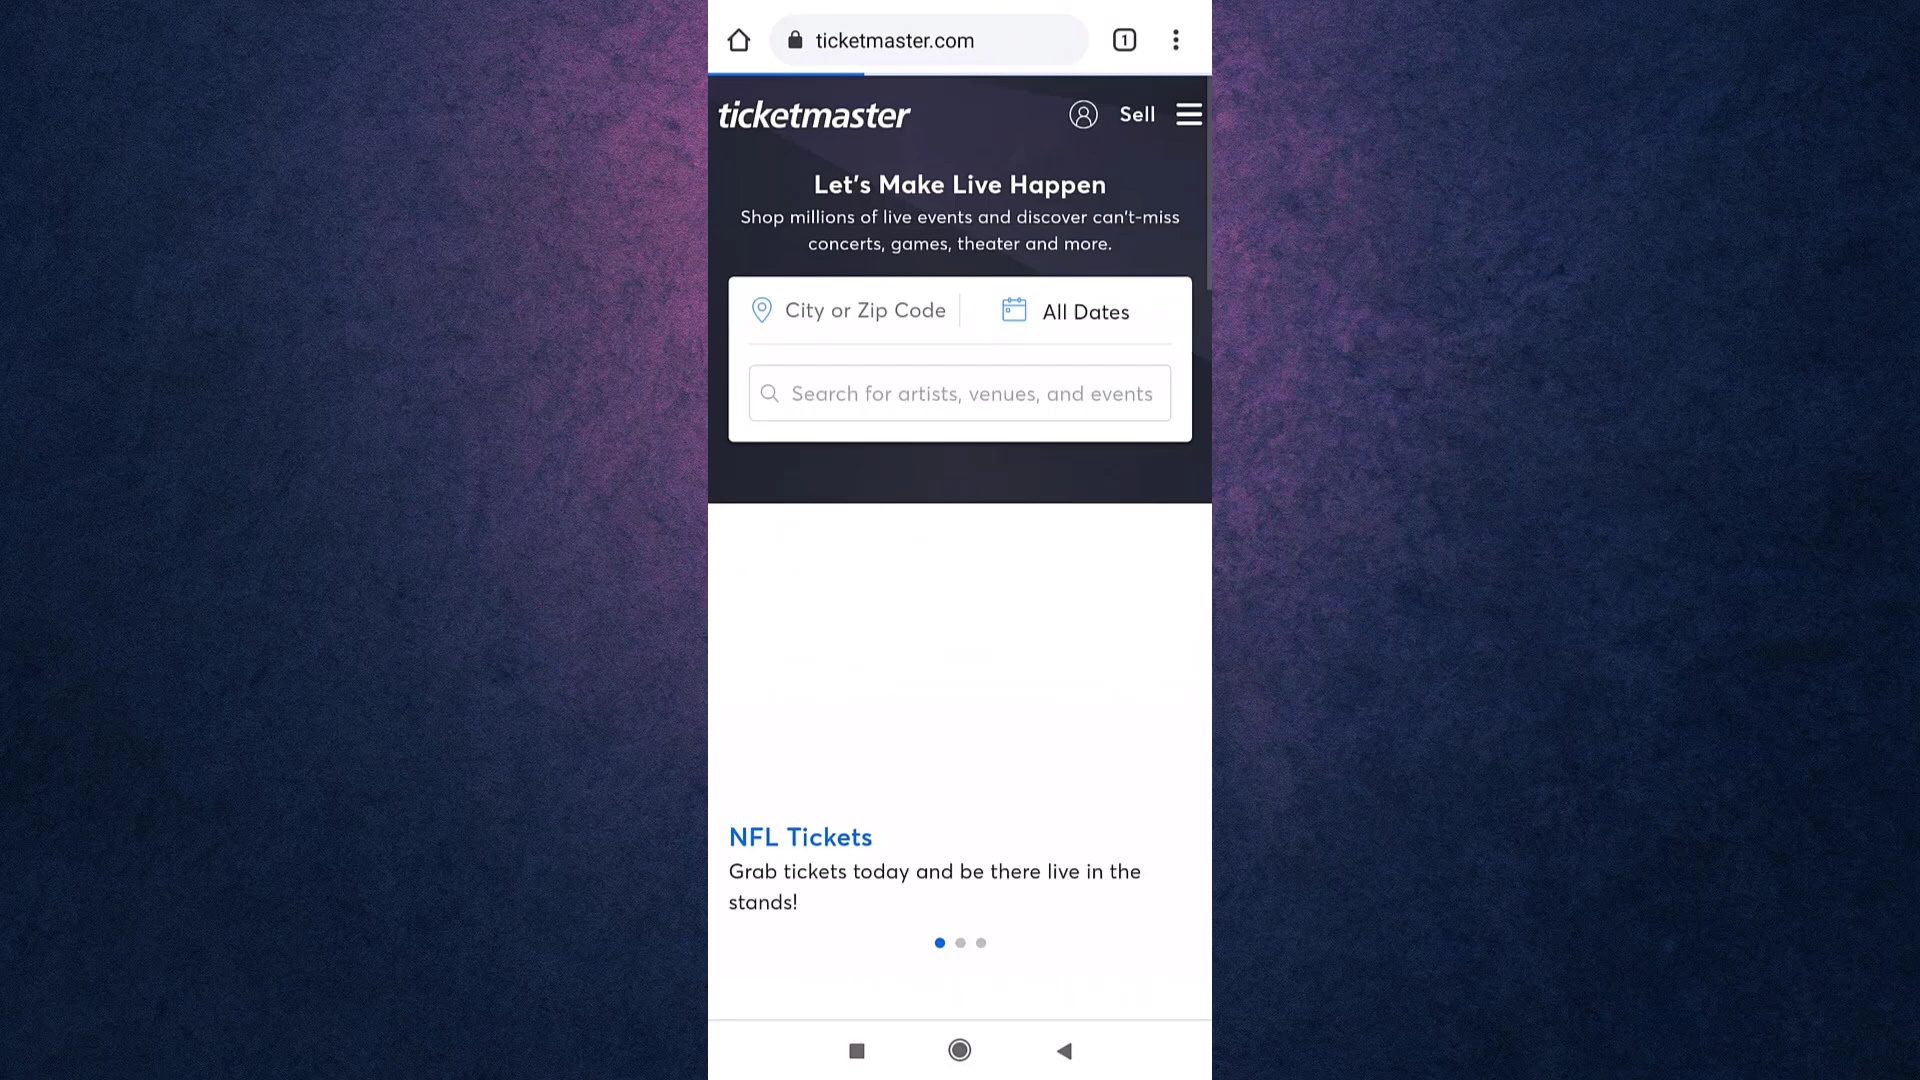 ticketmaster.com
1
ticketmaster
Sell
Let's Make Live Happen
Shop millions of live events and discover can't-miss
concerts, games, theater and more.
City or Zip Code
All Dates
Search for artists, venues, and events
NFL Tickets
Grab tickets today and be there live in the
stands!